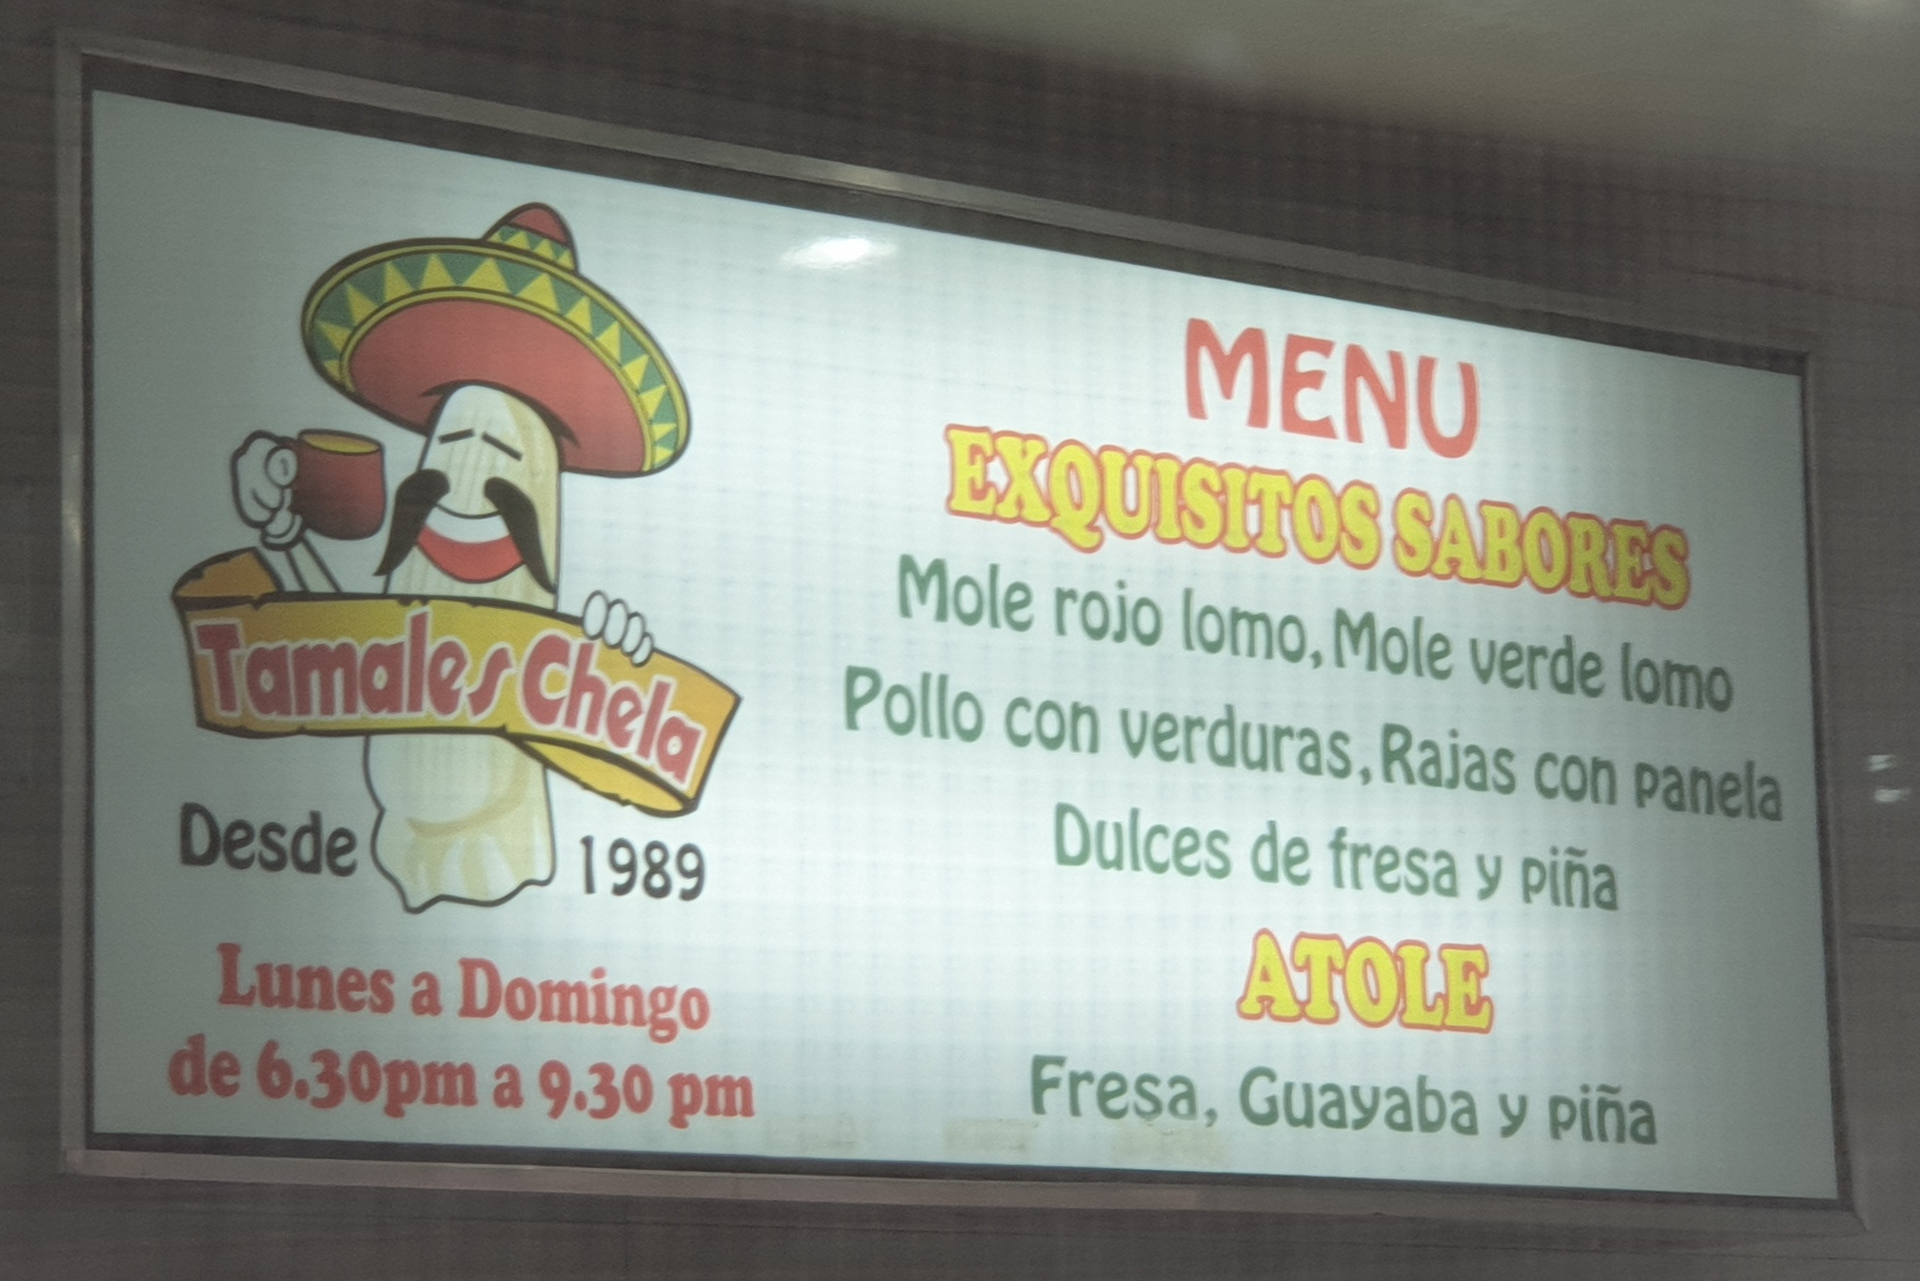 Tamales Chela
Desde 1989
Lunes a Domingo
de 6.30pm a 9.30 pm
MENU
EXQUISITOS SABORES
Mole rojo lomo, Mole verde lomo
Pollo con verduras, Rajas con panela
Dulces de fresa y piña
ATOLE
Fresa, Guayaba y piña